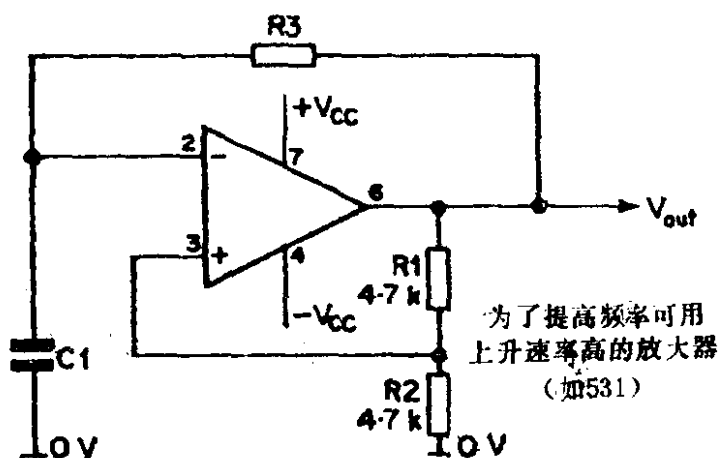 R3
+Vcc
2
-
7
6
Vout
3
+
4
R1
4·7 k
-Vcc
为了提高频率可用
上升速率高的放大器
(如531)
C1
R2
4·7 k
0 V
0 V